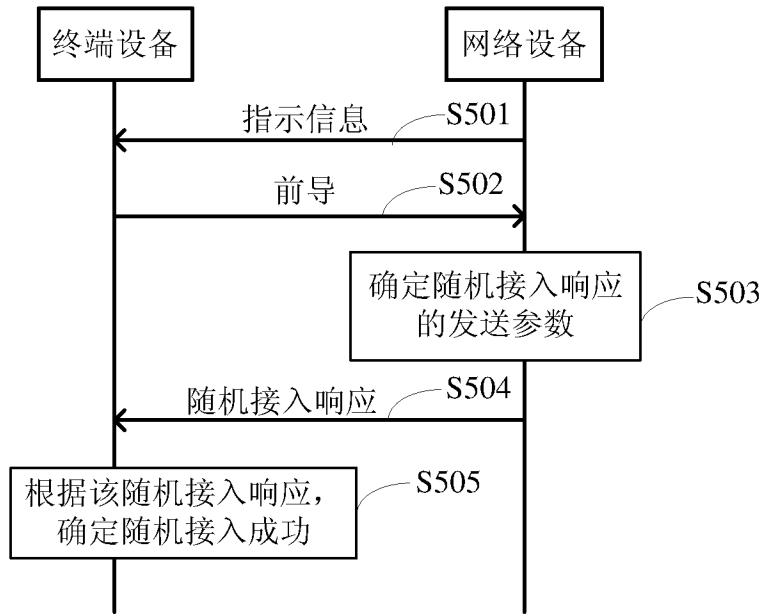 终端设备
网络设备
指示信息
S501
前导
S502
确定随机接入响应
的发送参数
S503
随机接入响应
S504
根据该随机接入响应，
确定随机接入成功
S505